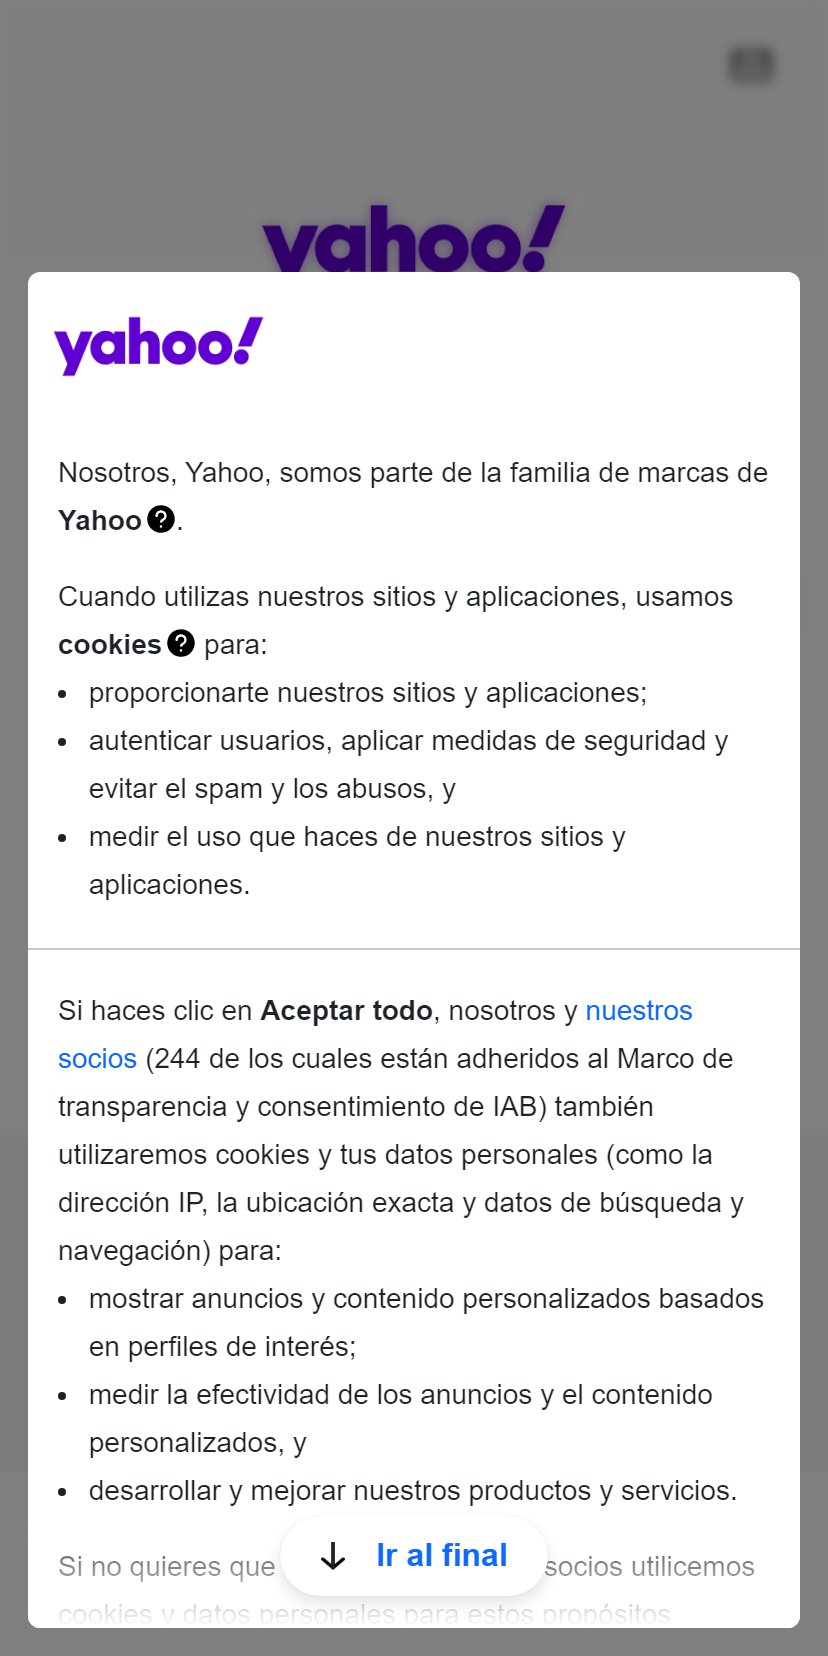 yahoo!
yahoo!
Nosotros, Yahoo, somos parte de la familia de marcas de
Yahoo?.
Cuando utilizas nuestros sitios y aplicaciones, usamos
cookies? para:
• proporcionarte nuestros sitios y aplicaciones;
• autenticar usuarios, aplicar medidas de seguridad y
evitar el spam y los abusos, y
• medir el uso que haces de nuestros sitios y
aplicaciones.
Si haces clic en Aceptar todo, nosotros y nuestros
socios (244 de los cuales están adheridos al Marco de
transparencia y consentimiento de IAB) también
utilizaremos cookies y tus datos personales (como la
dirección IP, la ubicación exacta y datos de búsqueda y
navegación) para:
• mostrar anuncios y contenido personalizados basados
en perfiles de interés;
• medir la efectividad de los anuncios y el contenido
personalizados, y
• desarrollar y mejorar nuestros productos y servicios.
Si no quieres que socios utilicemos
Ir al final
cookies y datos personales para estos propósitos